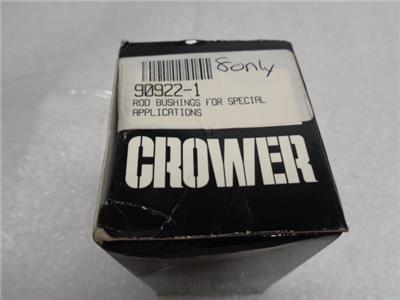 8only
90922-1
ROD BUSHINGS FOR SPECIAL
APPLICATIONS
CROWER